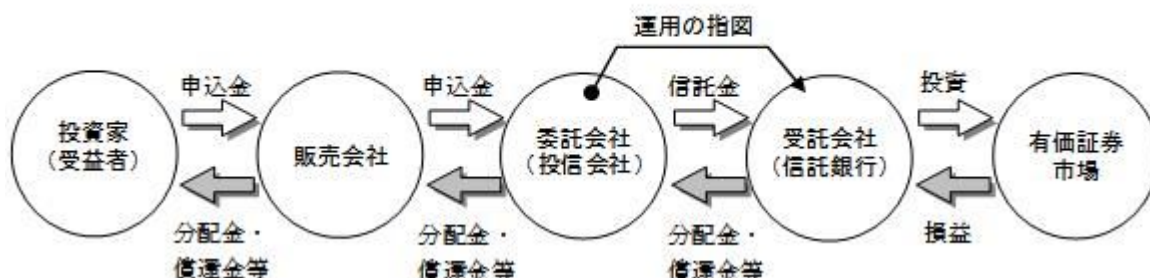 運用の指図
申込金
申込金
信託金
投資
投資家
(受益者)
販売会社
委託会社
(投信会社)
受託会社
(信託銀行)
有価証券
市場
分配金・
償還金等
分配金・
償還金等
分配金・
償還金等
損益